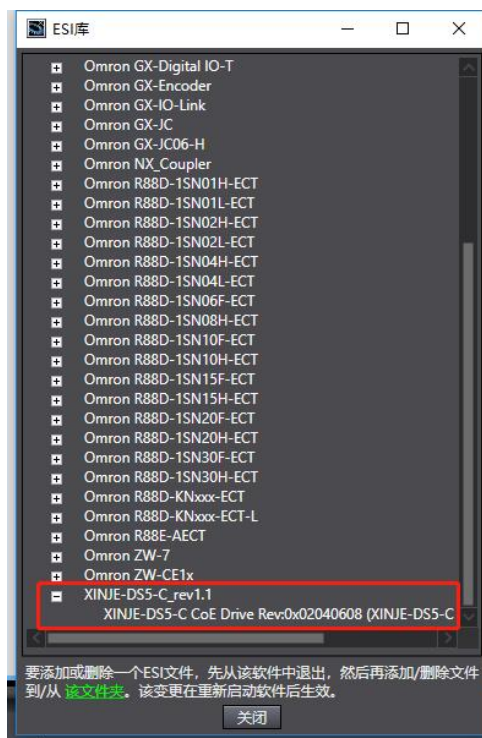 ESI库
Omron GX-Digital IO-T
Omron GX-Encoder
Omron GX-IO-Link
Omron GX-JC
Omron GX-JC06-H
Omron NX_Coupler
Omron R88D-1SN01H-ECT
Omron R88D-1SN01L-ECT
Omron R88D-1SN02H-ECT
Omron R88D-1SN02L-ECT
Omron R88D-1SN04H-ECT
Omron R88D-1SN04L-ECT
Omron R88D-1SN06F-ECT
Omron R88D-1SN08H-ECT
Omron R88D-1SN10F-ECT
Omron R88D-1SN10H-ECT
Omron R88D-1SN15F-ECT
Omron R88D-1SN15H-ECT
Omron R88D-1SN20F-ECT
Omron R88D-1SN20H-ECT
Omron R88D-1SN30F-ECT
Omron R88D-1SN30H-ECT
Omron R88D-KNxxx-ECT
Omron R88D-KNxxx-ECT-L
Omron R88E-AECT
Omron ZW-7
Omron ZW-CE1x
XINJE-DS5-C_rev1.1
XINJE-DS5-C CoE Drive Rev:0x02040608 (XINJE-DS5-C
要添加或删除一个ESI文件，先从该软件中退出，然后再添加/删除文件
到/从 该文件夹。该变更在重新启动软件后生效。
关闭